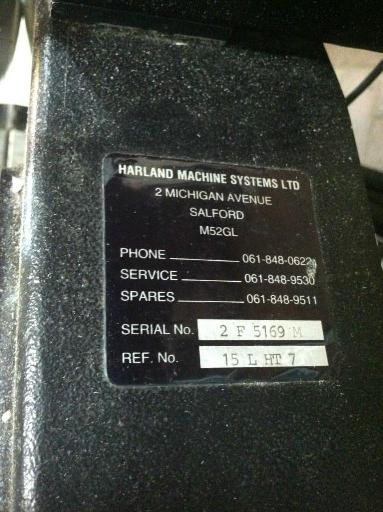 HARLAND MACHINE SYSTEMS LTD
2 MICHIGAN AVENUE
SALFORD
M52GL
PHONE 061-848-0622
SERVICE 061-848-9530
SPARES 061-848-9511
SERIAL No. 2 F 5169 M
REF. No. 15 L HT 7